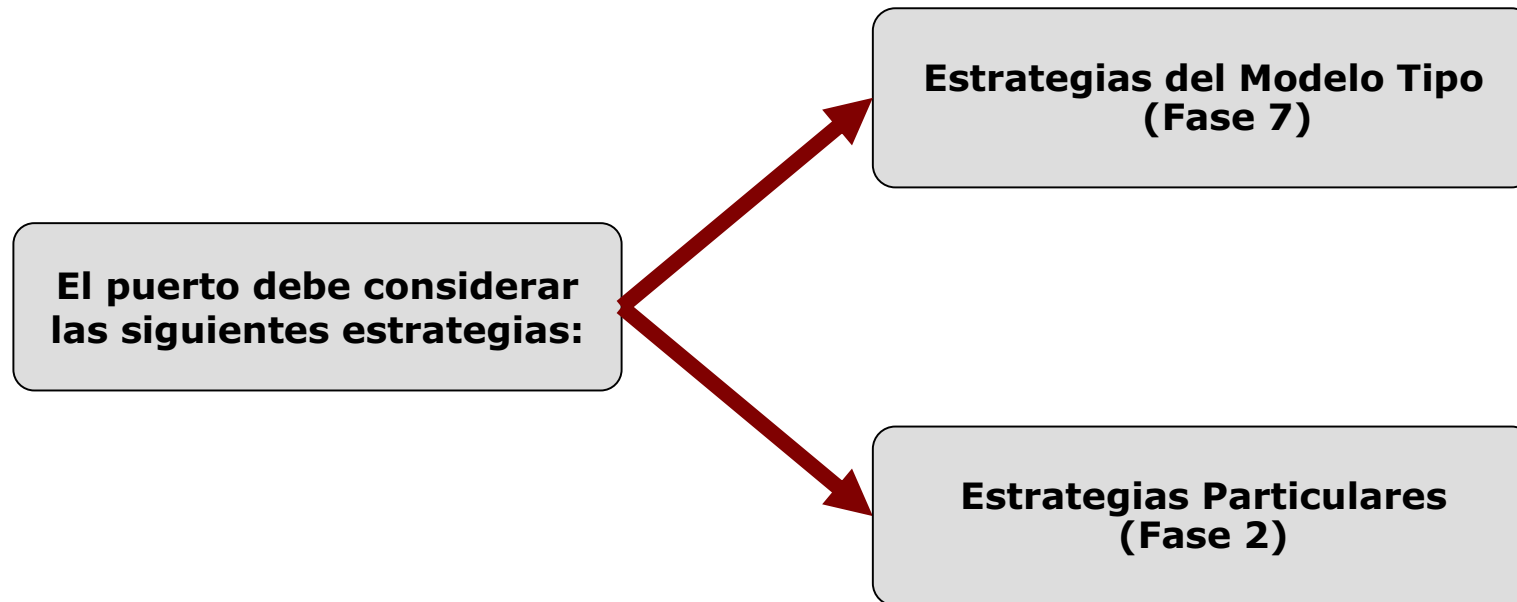 Estrategias del Modelo Tipo
(Fase 7)
El puerto debe considerar
las siguientes estrategias:
Estrategias Particulares
(Fase 2)